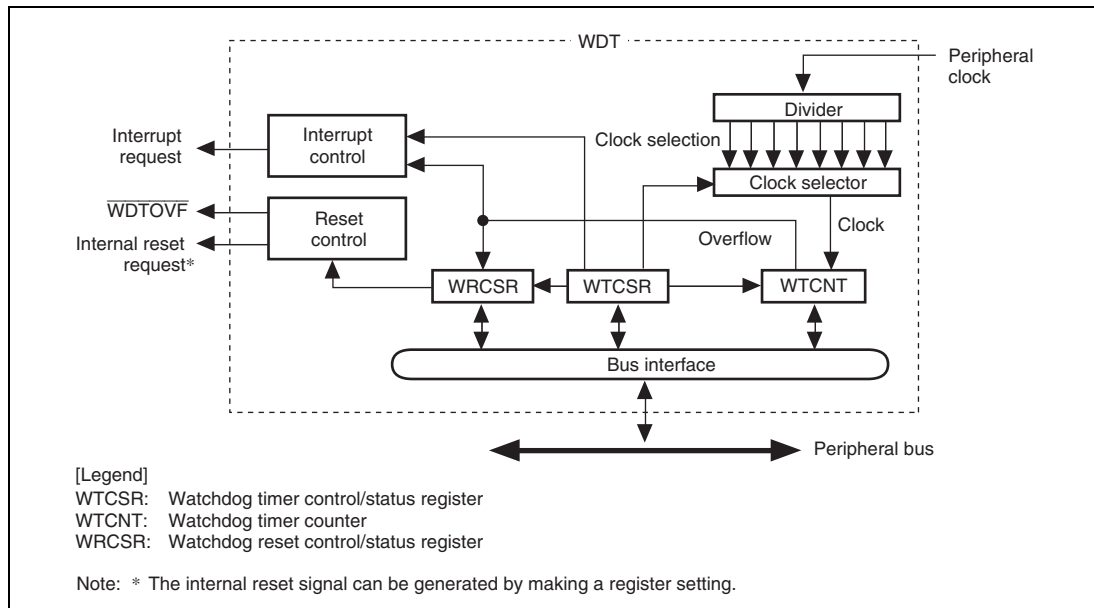 WDT
Peripheral
clock
Divider
Clock selection
Clock selector
Interrupt
request
Interrupt
control
WDTOVF
Internal reset
request*
Reset
control
Overflow
Clock
WRCSR
WTCSR
WTCNT
Bus interface
Peripheral bus
[Legend]
WTCSR: Watchdog timer control/status register
WTCNT: Watchdog timer counter
WRCSR: Watchdog reset control/status register
Note: * The internal reset signal can be generated by making a register setting.